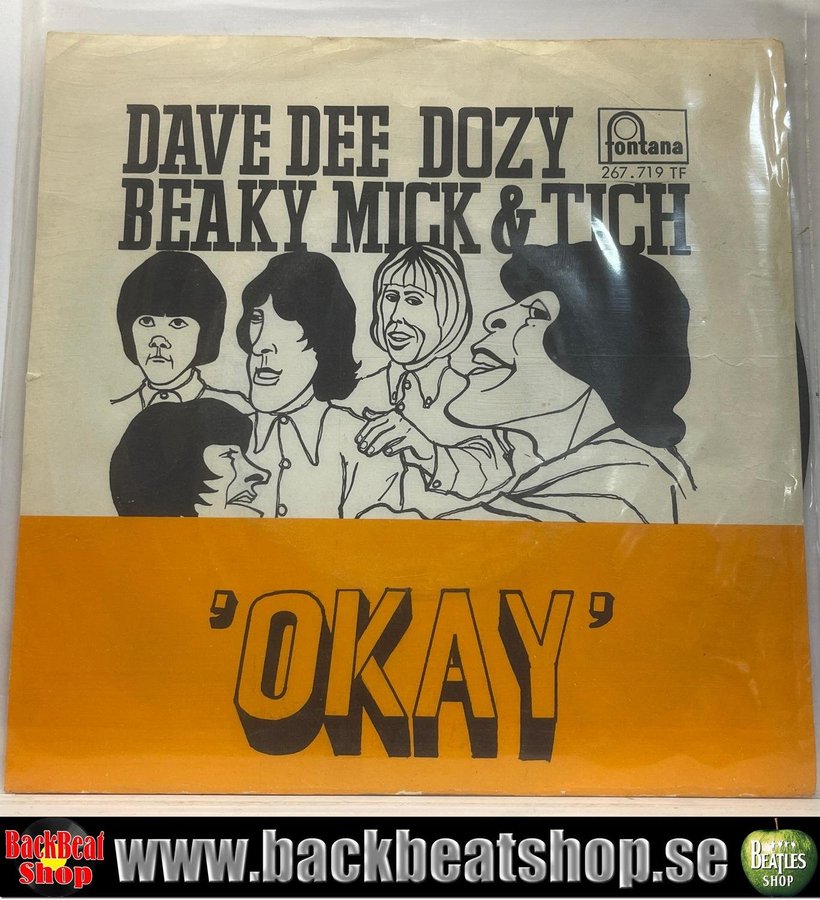 DAVE DEE DOZY
fontana
267.719 TF
BEAKY MICK & TICH
'OKAY'
BackBeat
Shop
www.backbeatshop.se
BEATLES
SHOP